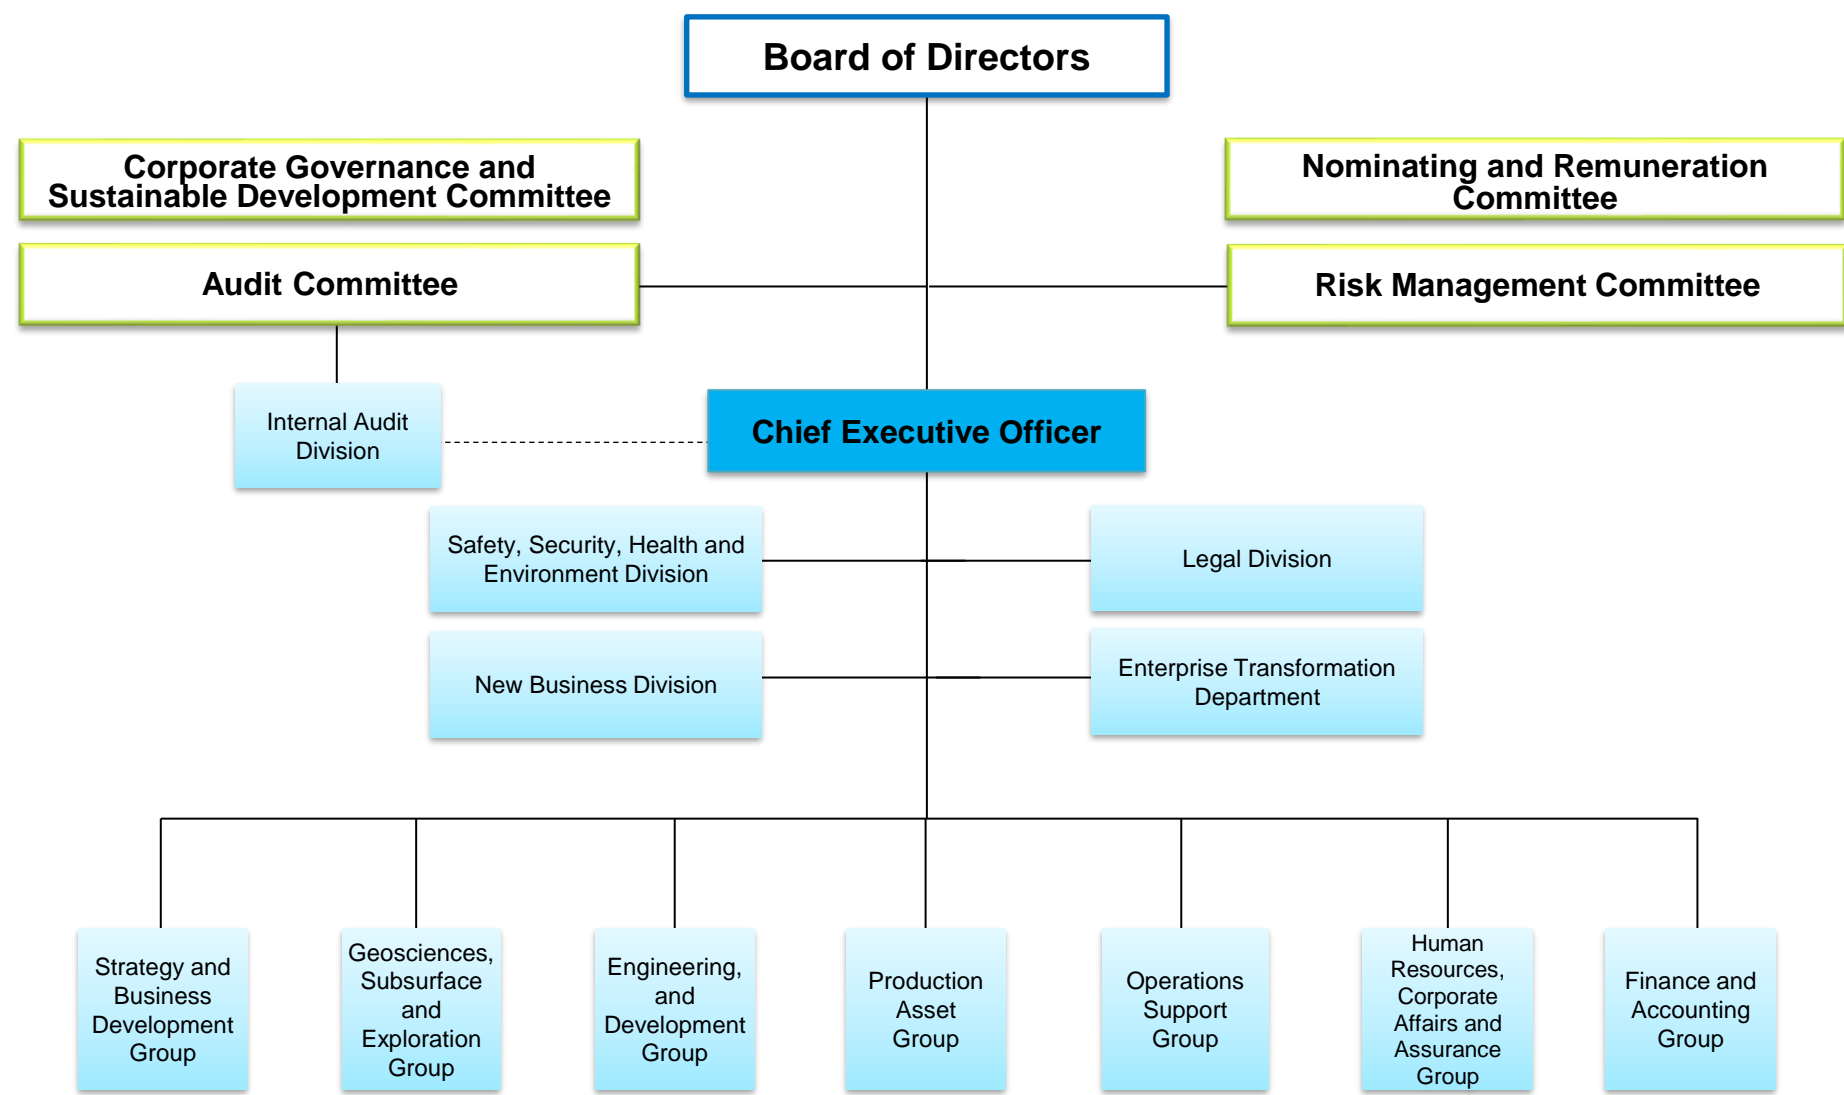 Board of Directors
Corporate Governance and
Sustainable Development Committee
Nominating and Remuneration
Committee
Audit Committee
Risk Management Committee
Internal Audit
Division
Chief Executive Officer
Safety, Security, Health and
Environment Division
Legal Division
New Business Division
Enterprise Transformation
Department
Strategy and
Business
Development
Group
Geosciences,
Subsurface
and
Exploration
Group
Engineering,
and
Development
Group
Production
Asset
Group
Operations
Support
Group
Human
Resources,
Corporate
Affairs and
Assurance
Group
Finance and
Accounting
Group